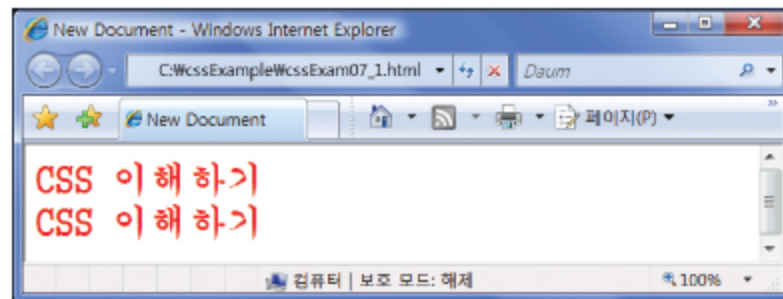 New Document - Windows Internet Explorer
C:₩cssExample₩cssExam07_1.html
Daum
New Document
페이지(P)
CSS 이해하기
CSS 이해하기
컴퓨터 | 보호 모드: 해제
100%